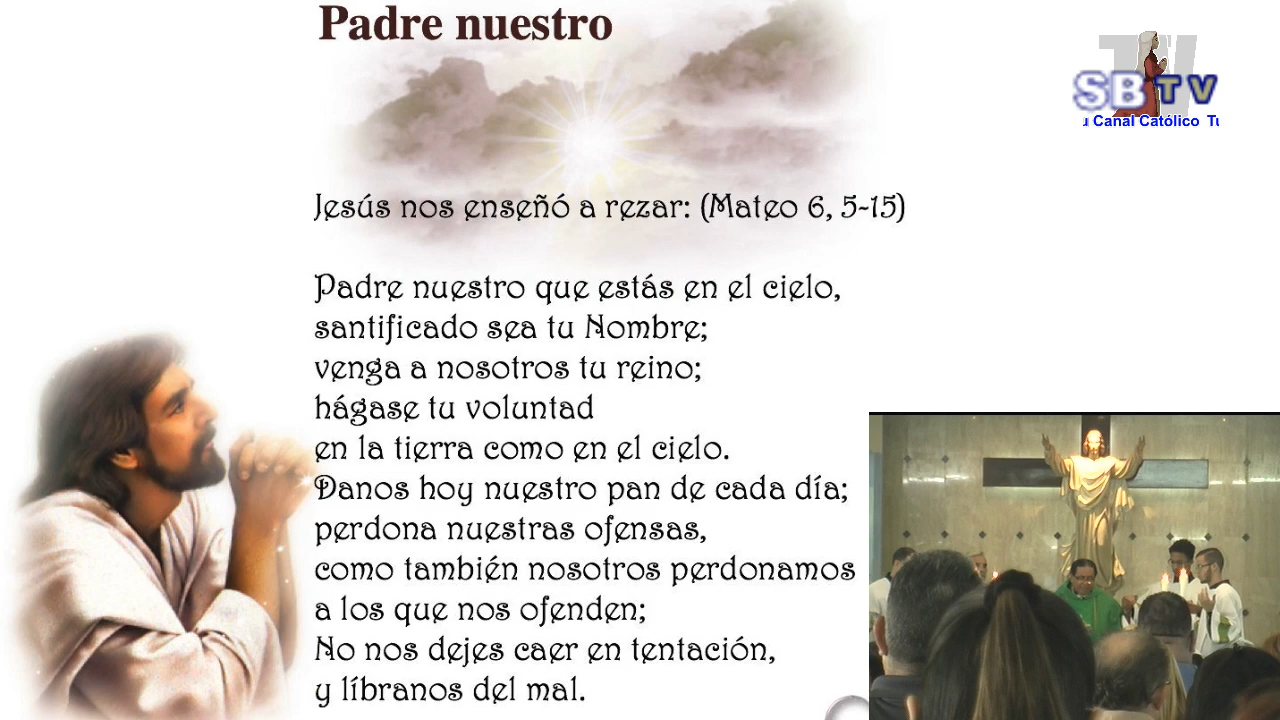 Padre nuestro
SBTV
u Canal Católico Tu
Jesús nos enseñó a rezar: (Mateo 6, 5-15)
Padre nuestro que estás en el cielo,
santificado sea tu Nombre;
venga a nosotros tu reino;
hágase tu voluntad
en la tierra como en el cielo.
Danos hoy nuestro pan de cada día;
perdona nuestras ofensas,
como también nosotros perdonamos
a los que nos ofenden;
No nos dejes caer en tentación,
y líbranos del mal.